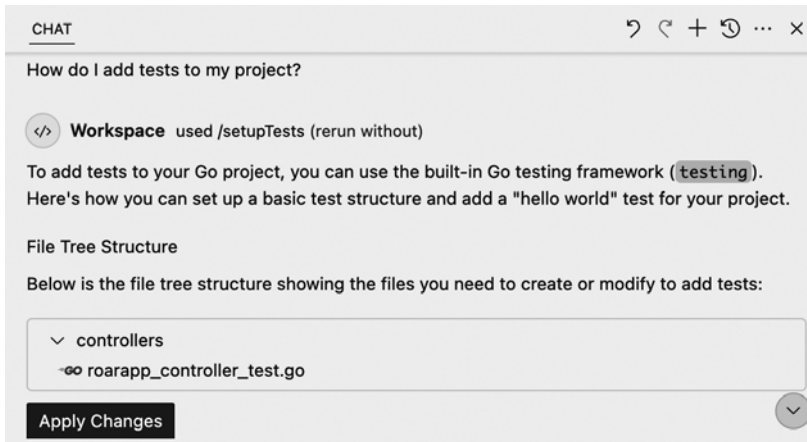 CHAT
How do I add tests to my project?
</> Workspace used /setupTests (rerun without)
To add tests to your Go project, you can use the built-in Go testing framework ( testing ).
Here's how you can set up a basic test structure and add a "hello world" test for your project.
File Tree Structure
Below is the file tree structure showing the files you need to create or modify to add tests:
controllers
GO roarapp_controller_test.go
Apply Changes